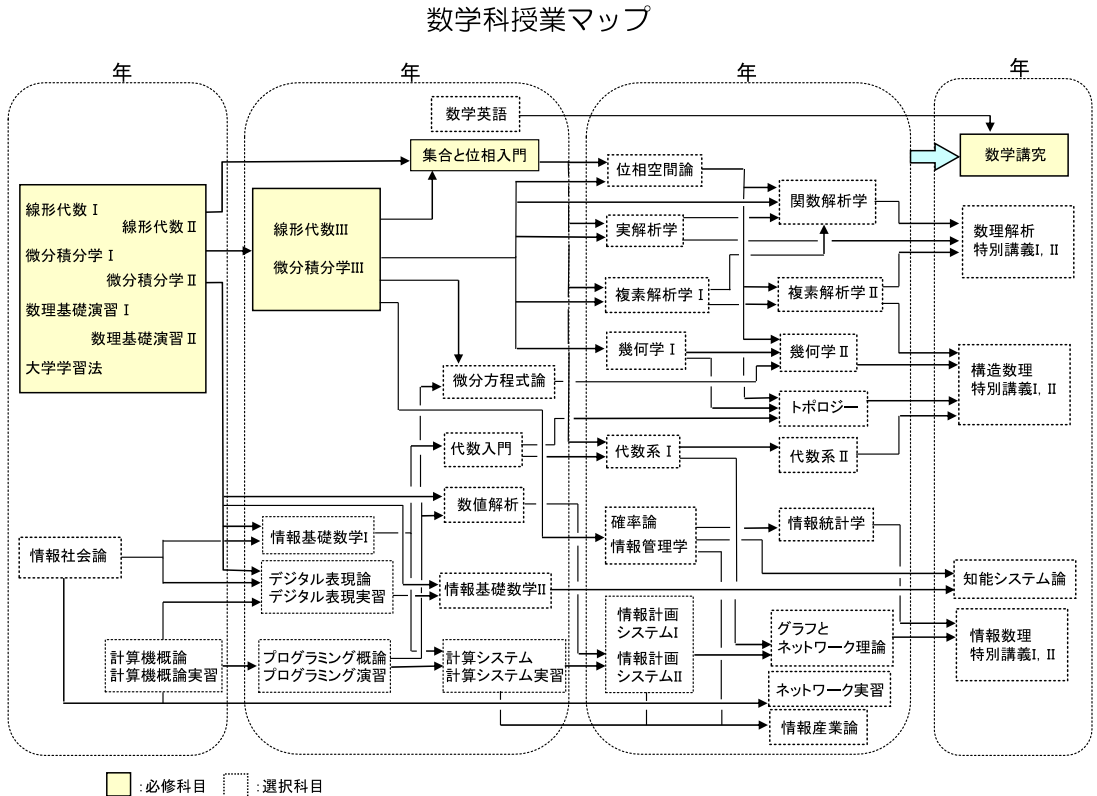 数学科授業マップ
年
年
年
年
数学英語
集合と位相入門
数学講究
線形代数Ⅰ
線形代数Ⅱ
微分積分学Ⅰ
微分積分学Ⅱ
数理基礎演習Ⅰ
数理基礎演習Ⅱ
大学学習法
線形代数III
微分積分学III
位相空間論
関数解析学
実解析学
数理解析
特別講義I, II
複素解析学Ⅰ
複素解析学Ⅱ
幾何学Ⅰ
幾何学Ⅱ
構造数理
特別講義I, II
微分方程式論
トポロジー
代数入門
代数系Ⅰ
代数系Ⅱ
数値解析
確率論
情報管理学
情報統計学
情報社会論
情報基礎数学I
デジタル表現論
デジタル表現実習
情報基礎数学II
知能システム論
計算機概論
計算機概論実習
プログラミング概論
プログラミング演習
計算システム
計算システム実習
情報計画
システムI
情報計画
システムII
グラフと
ネットワーク理論
情報数理
特別講義I, II
ネットワーク実習
情報産業論
:必修科目
:選択科目